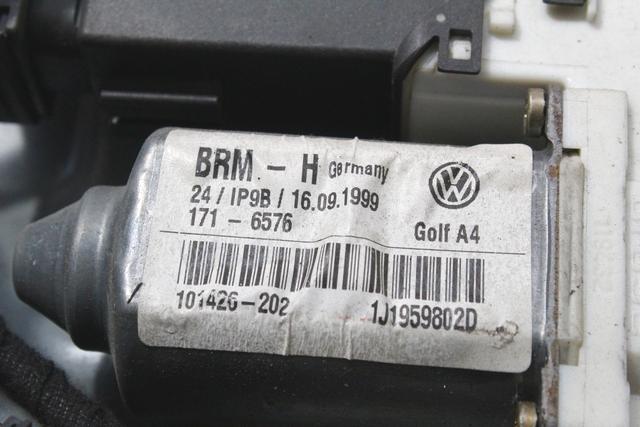 BRM - H Germany
24 / IP9B / 16.09.1999
171 - 6576
Golf A4
101426-202 1J1959802D